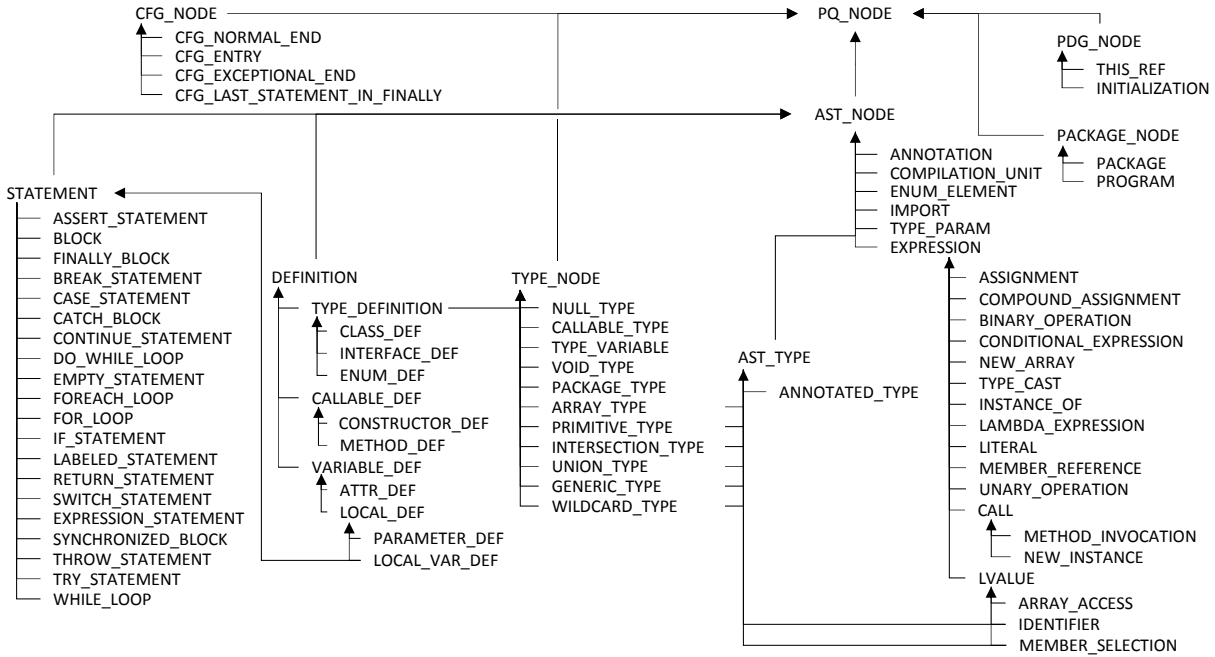 CFG_NODE
CFG_NORMAL_END
CFG_ENTRY
CFG_EXCEPTIONAL_END
CFG_LAST_STATEMENT_IN_FINALLY
PQ_NODE
PDG_NODE
THIS_REF
INITIALIZATION
AST_NODE
ANNOTATION
COMPILATION_UNIT
ENUM_ELEMENT
IMPORT
TYPE_PARAM
EXPRESSION
PACKAGE_NODE
PACKAGE
PROGRAM
STATEMENT
ASSERT_STATEMENT
BLOCK
FINALLY_BLOCK
BREAK_STATEMENT
CASE_STATEMENT
CATCH_BLOCK
CONTINUE_STATEMENT
DO_WHILE_LOOP
EMPTY_STATEMENT
FOREACH_LOOP
FOR_LOOP
IF_STATEMENT
LABELED_STATEMENT
RETURN_STATEMENT
SWITCH_STATEMENT
EXPRESSION_STATEMENT
SYNCHRONIZED_BLOCK
THROW_STATEMENT
TRY_STATEMENT
WHILE_LOOP
DEFINITION
TYPE_DEFINITION
CLASS_DEF
INTERFACE_DEF
ENUM_DEF
CALLABLE_DEF
CONSTRUCTOR_DEF
METHOD_DEF
VARIABLE_DEF
ATTR_DEF
LOCAL_DEF
PARAMETER_DEF
LOCAL_VAR_DEF
TYPE_NODE
NULL_TYPE
CALLABLE_TYPE
TYPE_VARIABLE
VOID_TYPE
PACKAGE_TYPE
ARRAY_TYPE
PRIMITIVE_TYPE
INTERSECTION_TYPE
UNION_TYPE
GENERIC_TYPE
WILDCARD_TYPE
AST_TYPE
ANNOTATED_TYPE
ASSIGNMENT
COMPOUND_ASSIGNMENT
BINARY_OPERATION
CONDITIONAL_EXPRESSION
NEW_ARRAY
TYPE_CAST
INSTANCE_OF
LAMBDA_EXPRESSION
LITERAL
MEMBER_REFERENCE
UNARY_OPERATION
CALL
METHOD_INVOCATION
NEW_INSTANCE
LVALUE
ARRAY_ACCESS
IDENTIFIER
MEMBER_SELECTION